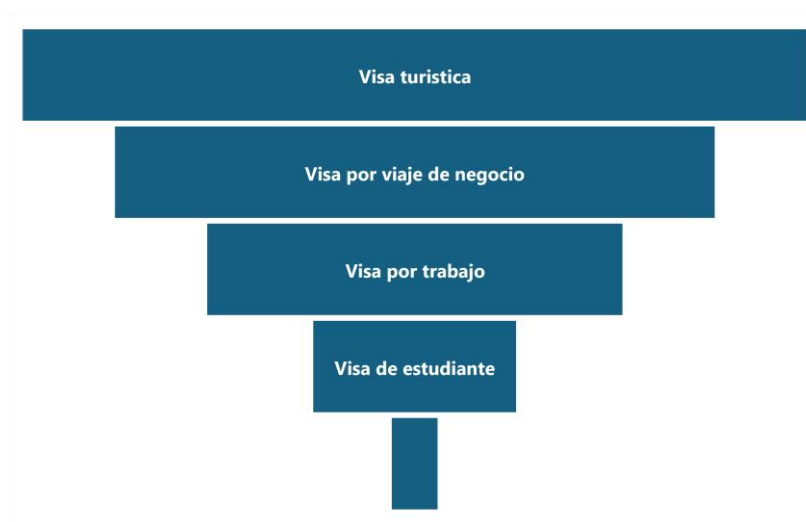 Visa turistica
Visa por viaje de negocio
Visa por trabajo
Visa de estudiante